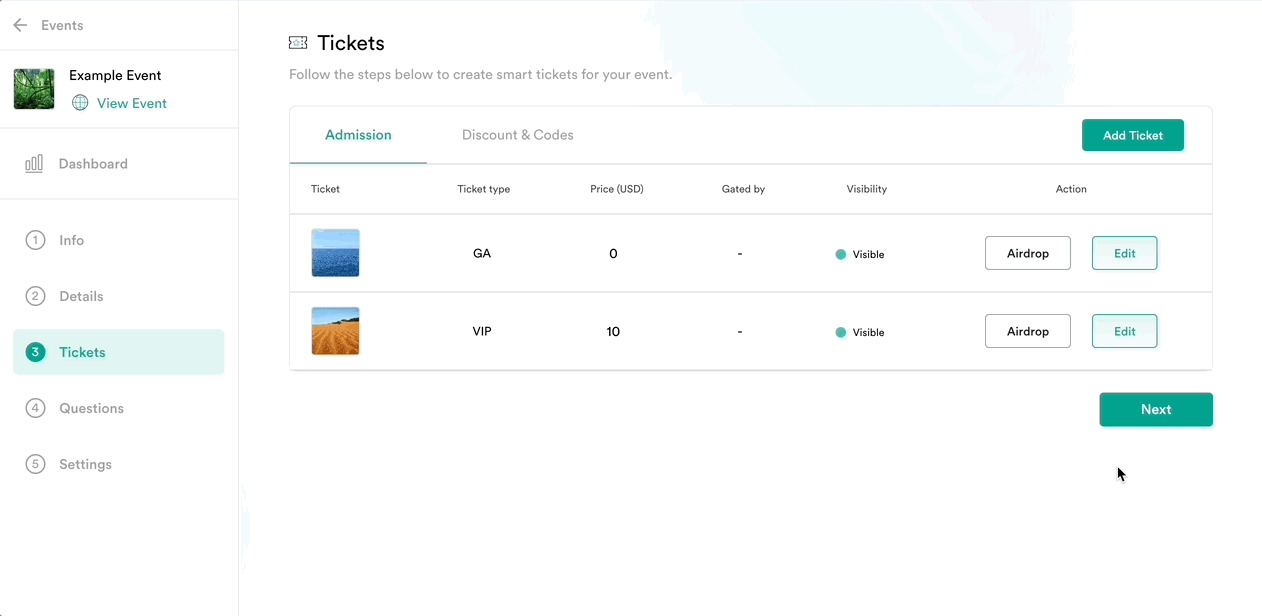 Events
Example Event
View Event
Dashboard
1 Info
2 Details
3 Tickets
4 Questions
5 Settings
Tickets
Follow the steps below to create smart tickets for your event.
Admission Discount & Codes Add Ticket
Ticket Ticket type Price (USD) Gated by Visibility Action
GA 0 - Visible Airdrop Edit
VIP 10 - Visible Airdrop Edit
Next